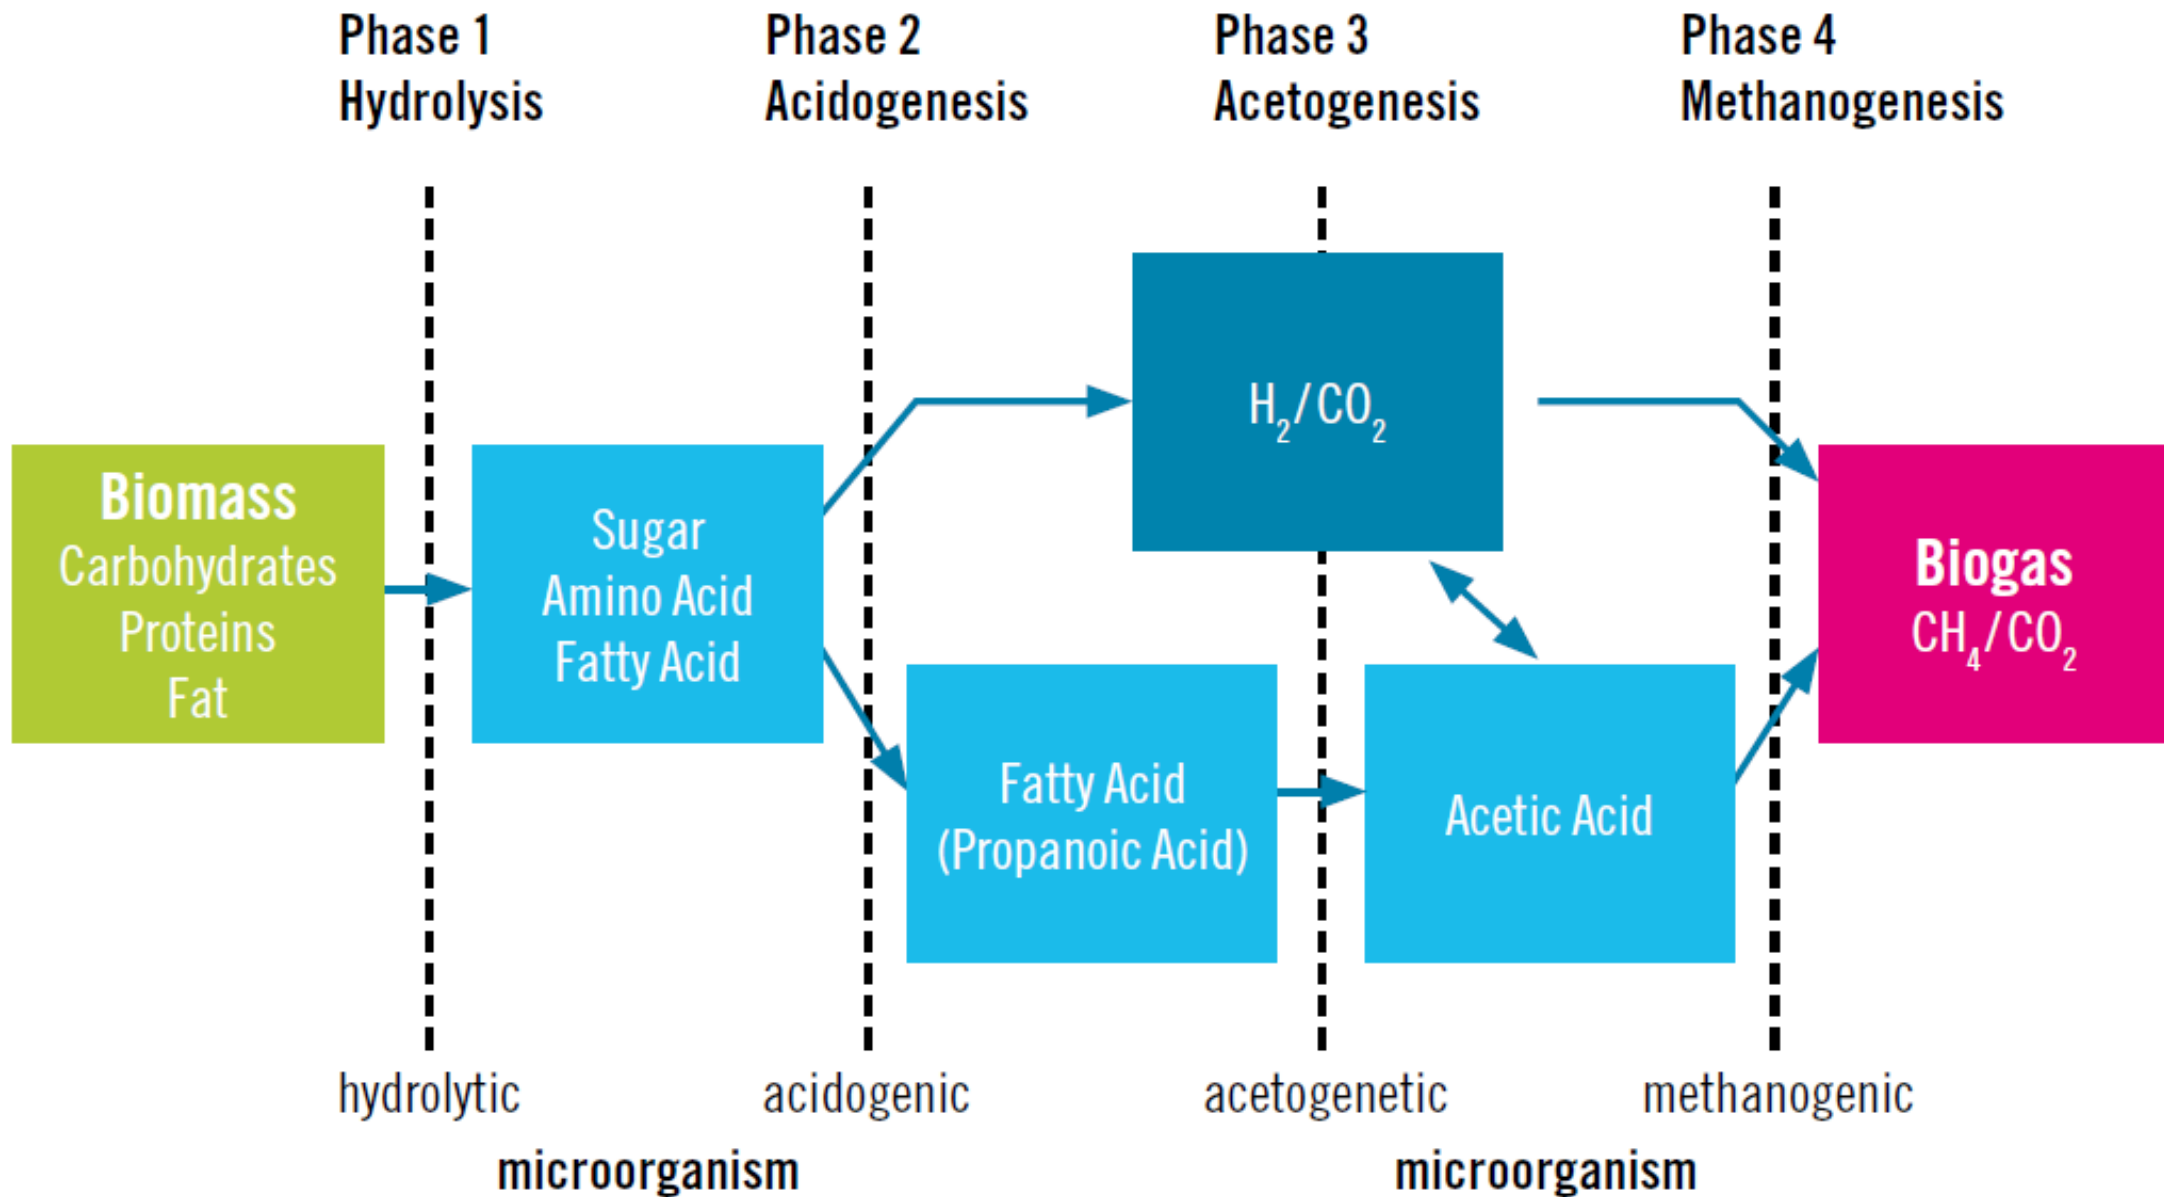 Phase 1
Hydrolysis
Phase 2
Acidogenesis
Phase 3
Acetogenesis
Phase 4
Methanogenesis
Biomass
Carbohydrates
Proteins
Fat
Sugar
Amino Acid
Fatty Acid
H₂/CO₂
Fatty Acid
(Propanoic Acid)
Acetic Acid
Biogas
CH₄/CO₂
hydrolytic
acidogenic
acetogenetic
methanogenic
microorganism
microorganism